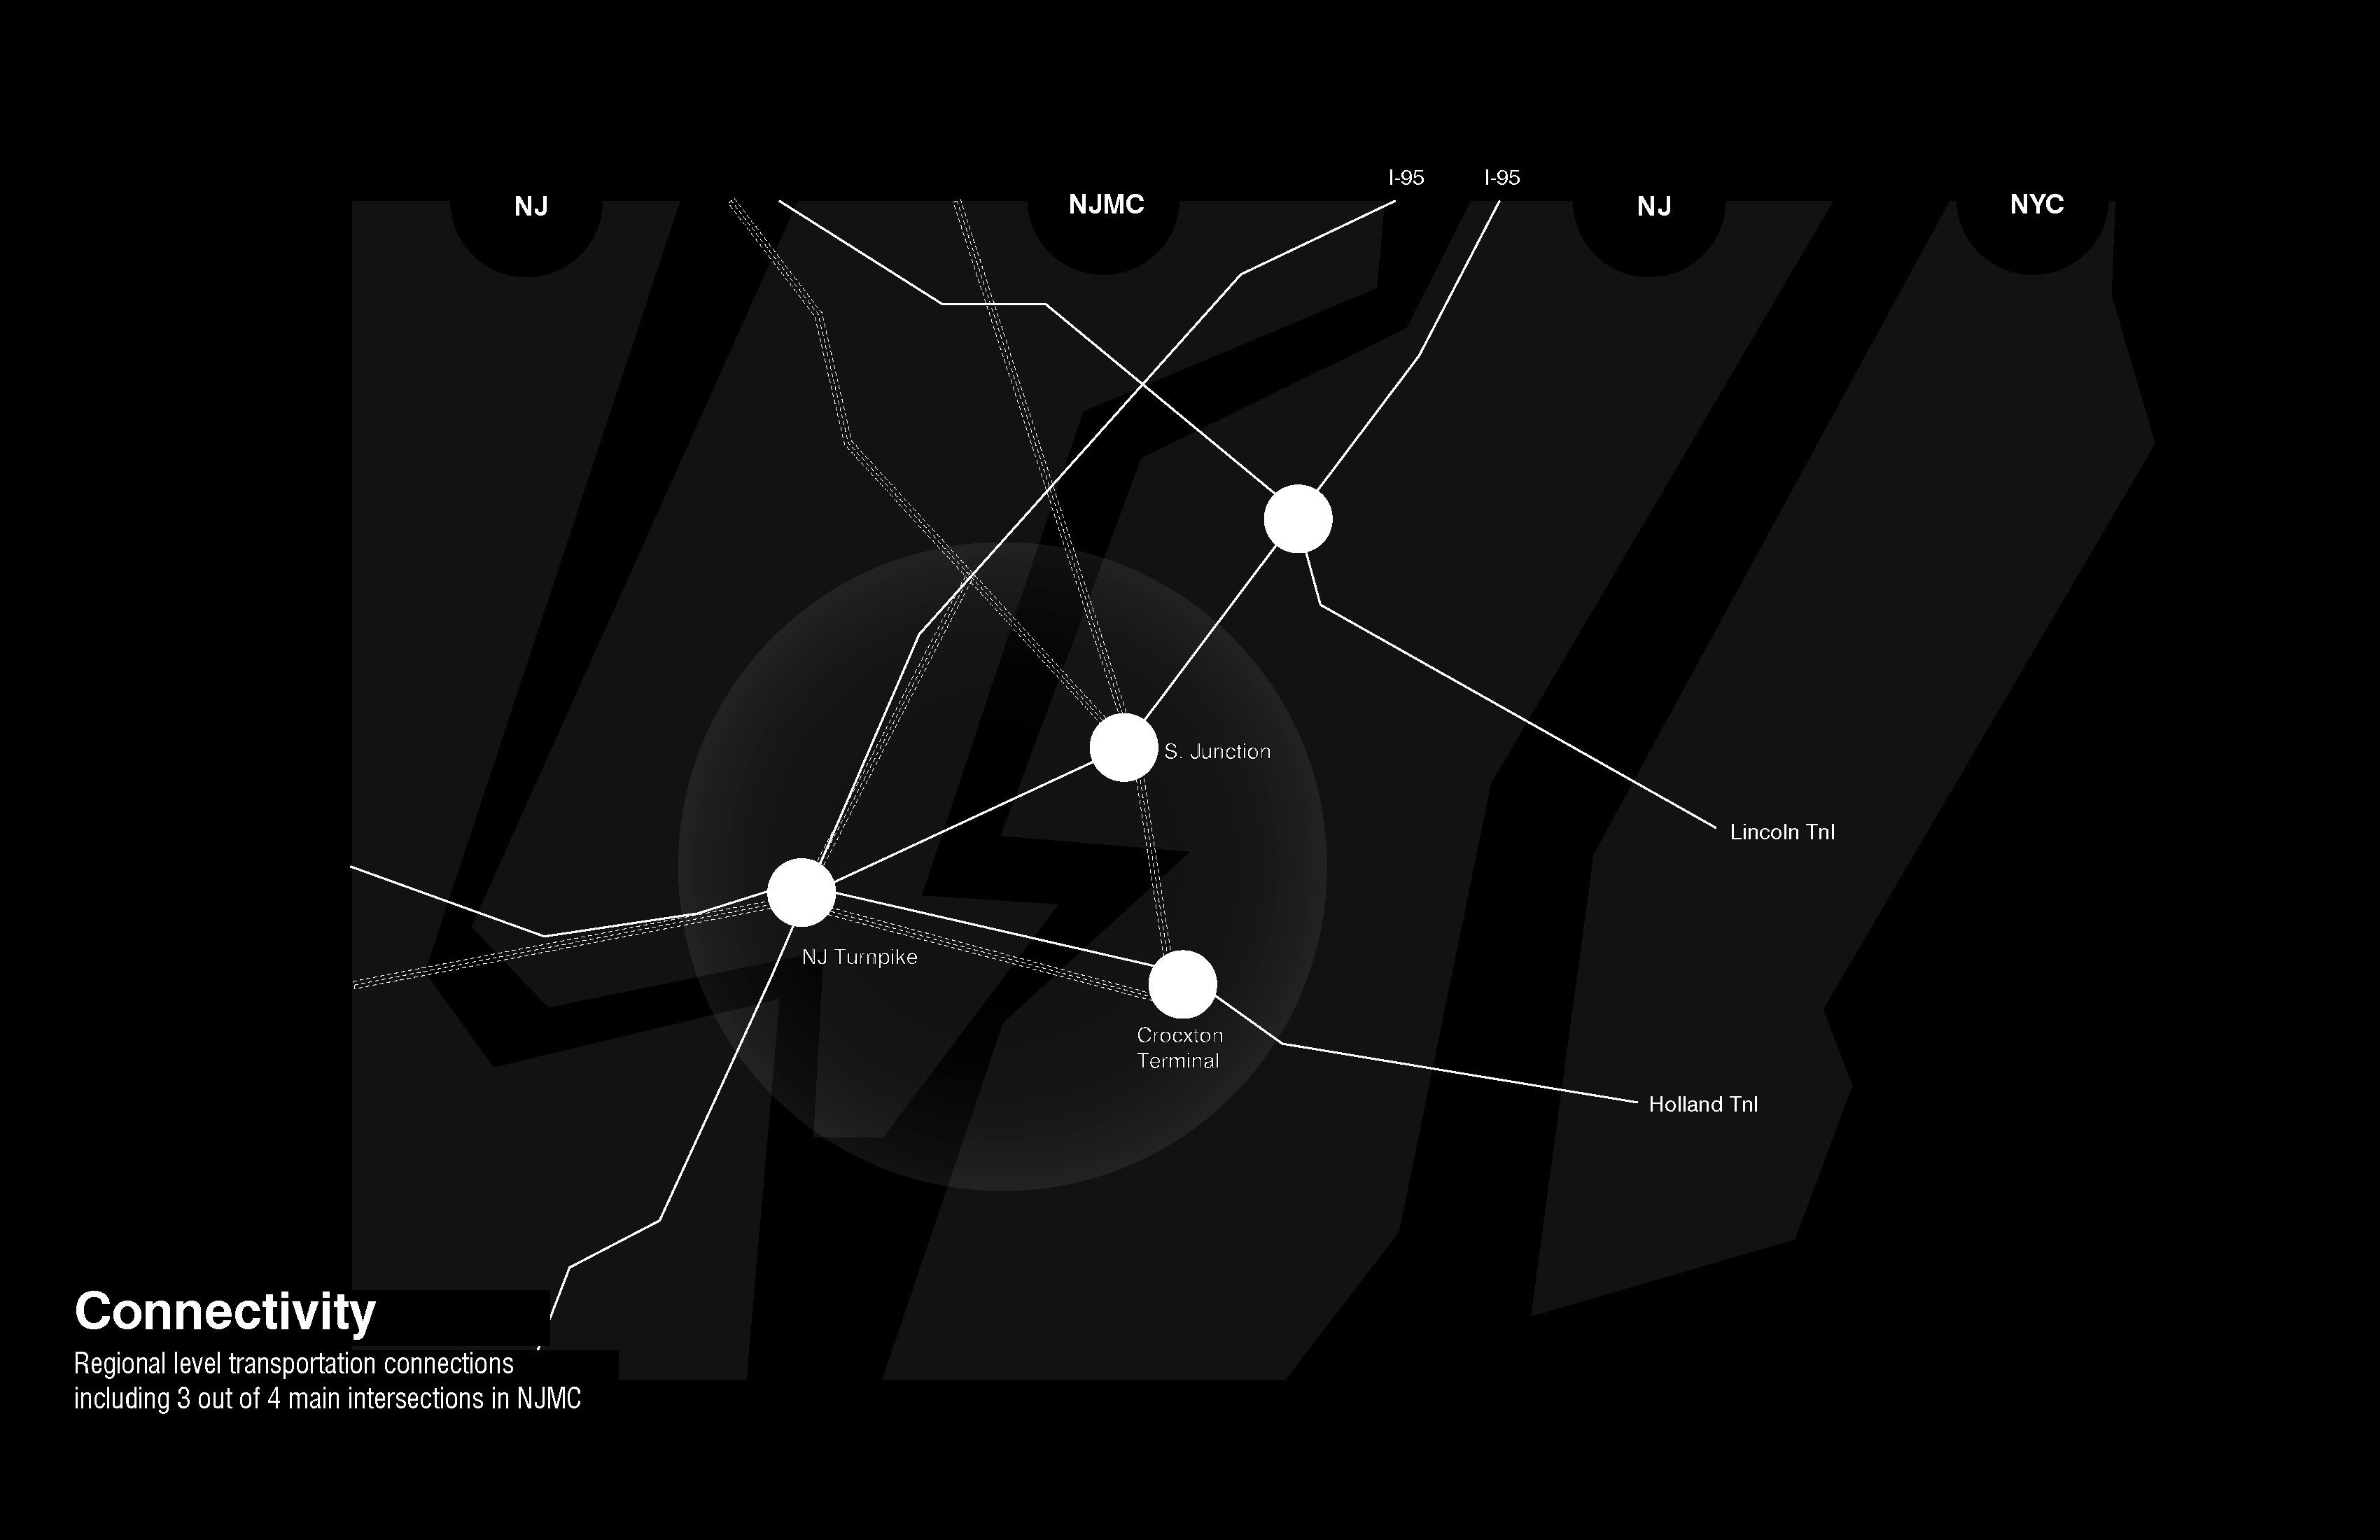 I-95
I-95
NJ
NJMC
NJ
NYC
S. Junction
Lincoln Tnl
NJ Turnpike
Crocxton
Terminal
Holland Tnl
Connectivity
Regional level transportation connections
including 3 out of 4 main intersections in NJMC